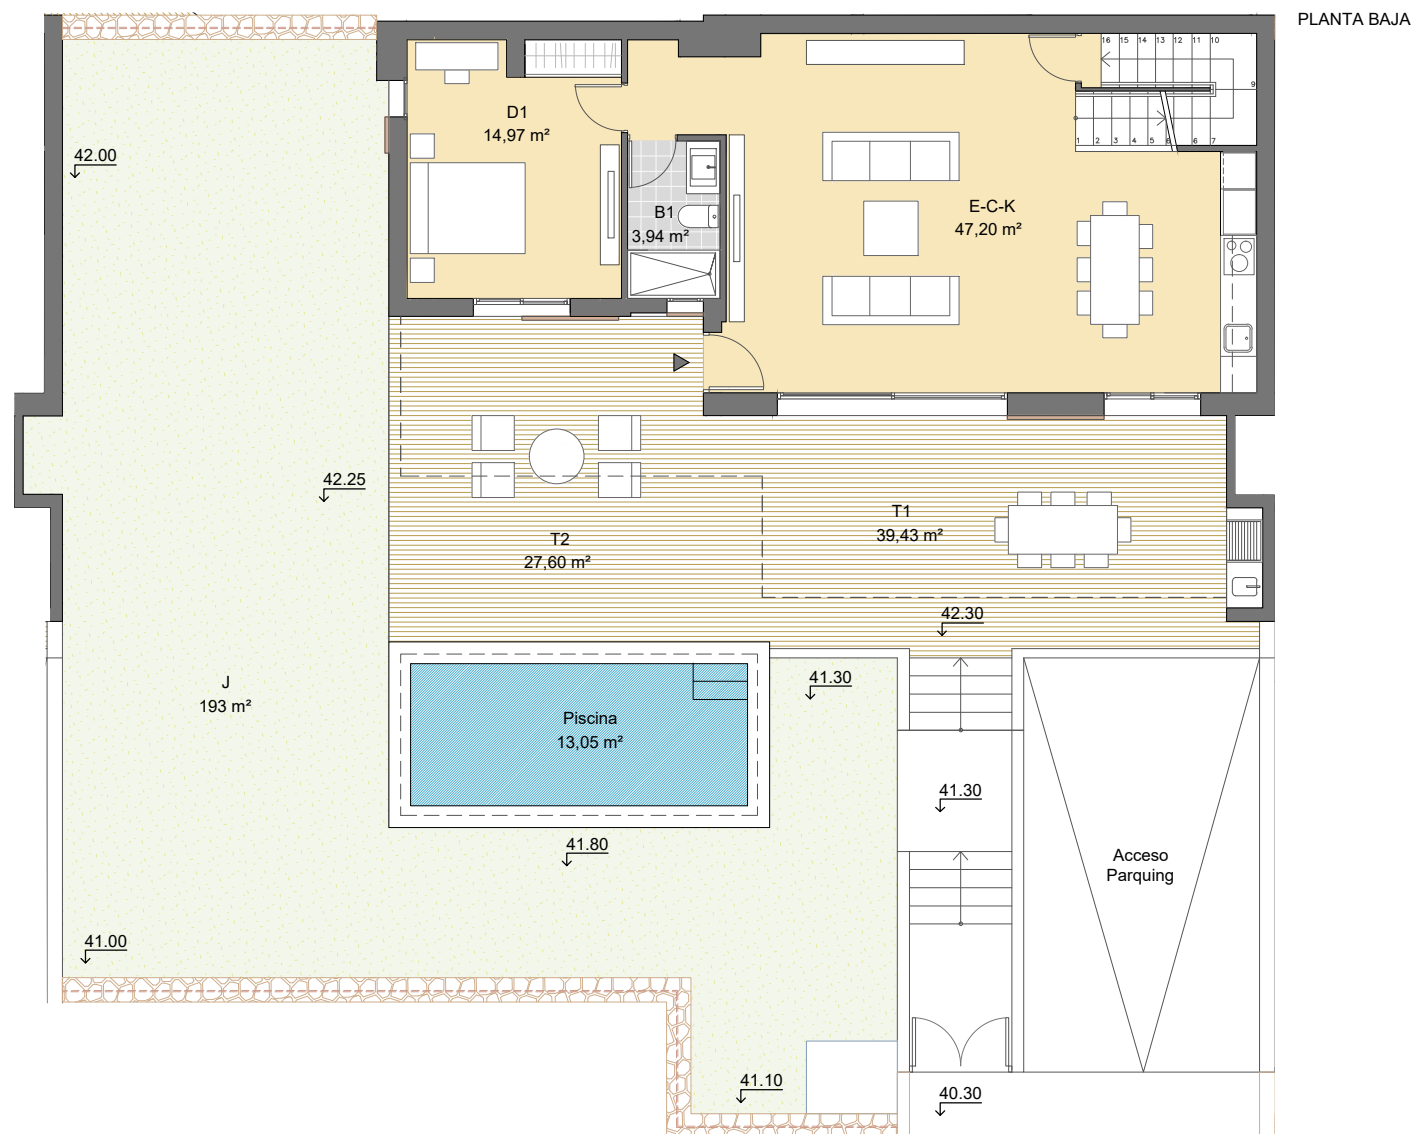 PLANTA BAJA
16 15 14 13 12 11 10
9
1 2 3 4 5 6 6 7
D1
14,97 m²
42.00
B1
3,94 m²
E-C-K
47,20 m²
42.25
T1
39,43 m²
T2
27,60 m²
42.30
J
193 m²
41.30
Piscina
13,05 m²
41.30
41.80
Acceso
Parquing
41.00
41.10
40.30